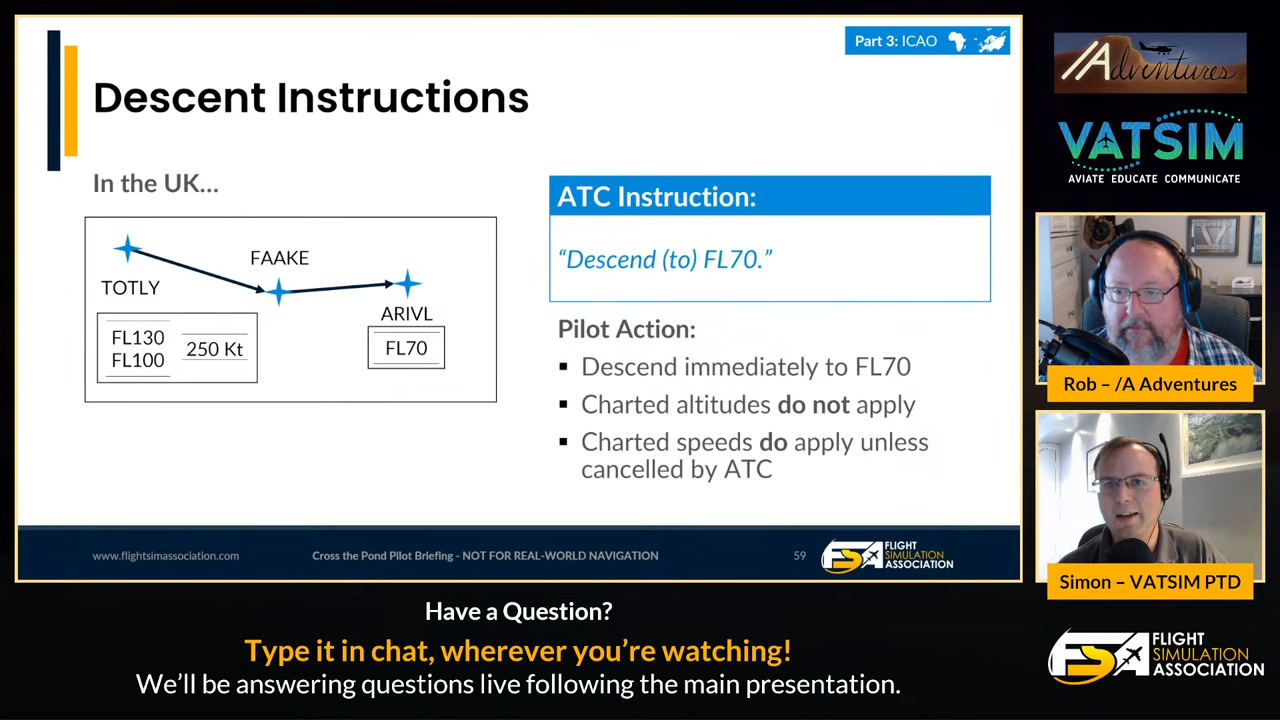 Part 3: ICAO
Descent Instructions
In the UK...
TOTLY
FAAKE
ARIVL
FL130
FL100
250 Kt
FL70
ATC Instruction:
“Descend (to) FL70.”
Pilot Action:
▪ Descend immediately to FL70
▪ Charted altitudes do not apply
▪ Charted speeds do apply unless
cancelled by ATC
www.flightsimassociation.com
Cross the Pond Pilot Briefing - NOT FOR REAL-WORLD NAVIGATION
59
FSA
FLIGHT
SIMULATION
ASSOCIATION
/Adventures
VATSIM
AVIATE EDUCATE COMMUNICATE
Rob – /A Adventures
Simon – VATSIM PTD
Have a Question?
Type it in chat, wherever you’re watching!
We’ll be answering questions live following the main presentation.
FSA
FLIGHT
SIMULATION
ASSOCIATION